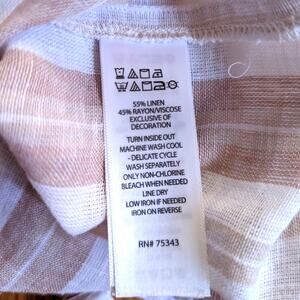 55% LINEN
45% RAYON/VISCOSE
EXCLUSIVE OF
DECORATION
TURN INSIDE OUT
MACHINE WASH COOL
- DELICATE CYCLE
WASH SEPARATELY
ONLY NON-CHLORINE
BLEACH WHEN NEEDED
LINE DRY
LOW IRON IF NEEDED
IRON ON REVERSE
RN# 75343